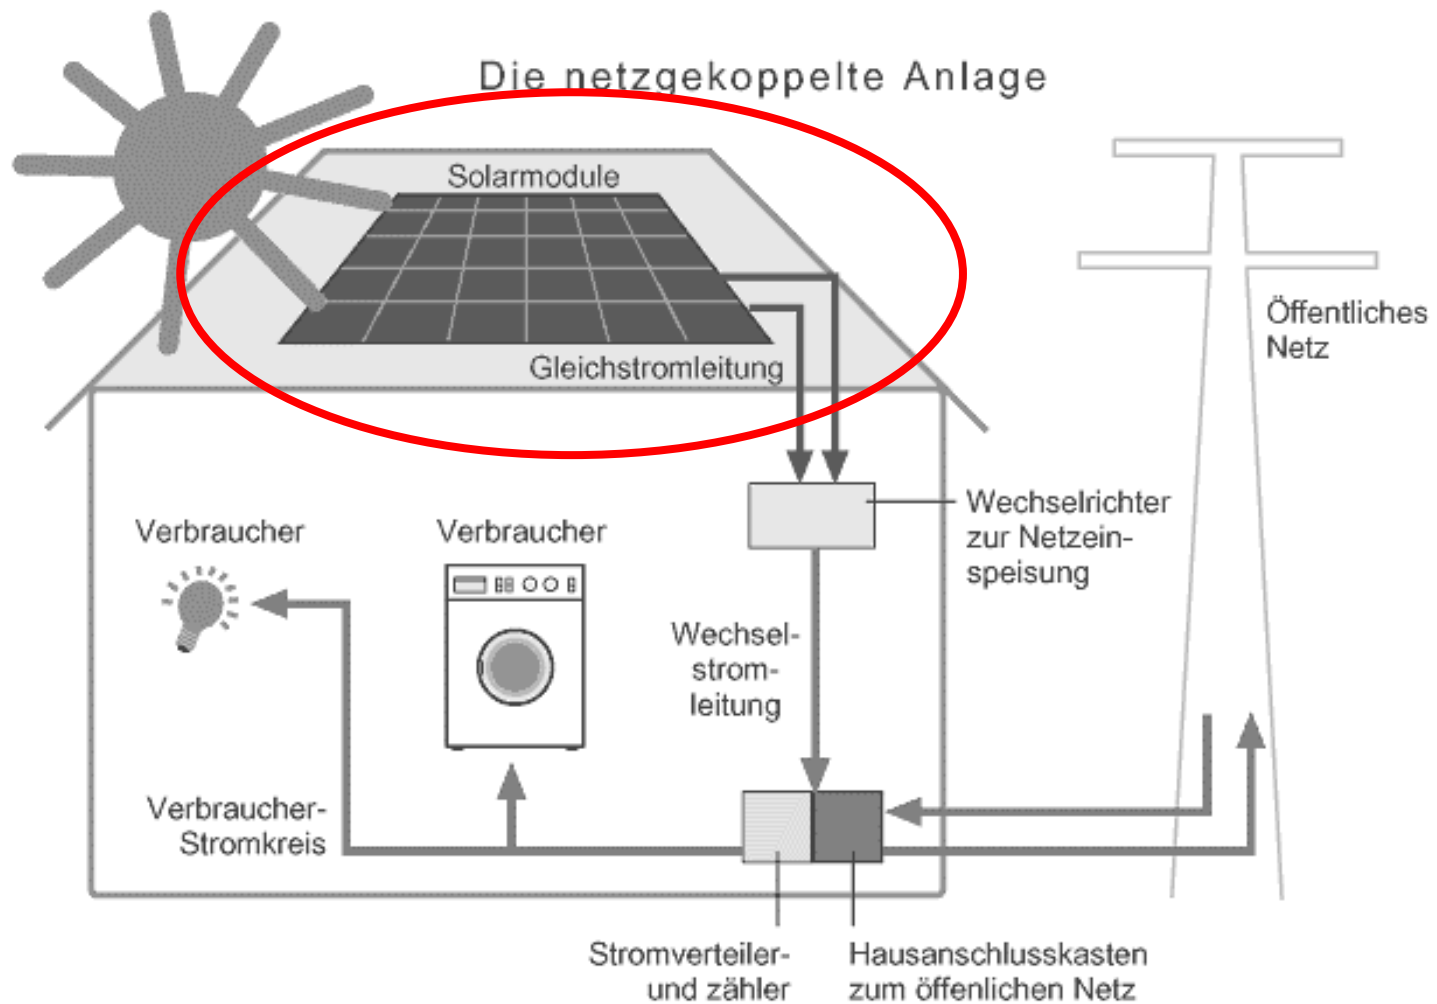 Die netzgekoppelte Anlage
Solarmodule
Gleichstromleitung
Öffentliches
Netz
Wechselrichter
zur Netzein-
speisung
Verbraucher
Verbraucher
Wechsel-
strom-
leitung
Verbraucher-
Stromkreis
Stromverteiler-
und zähler
Hausanschlusskasten
zum öffenlichen Netz